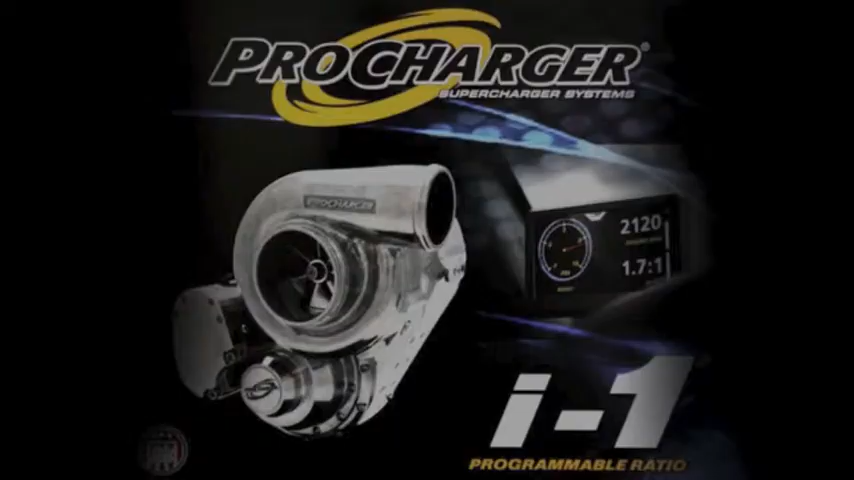 PROCHARGER®
SUPERCHARGER SYSTEMS
PROCHARGER
2120
1.7:1
i-1
PROGRAMMABLE RATIO